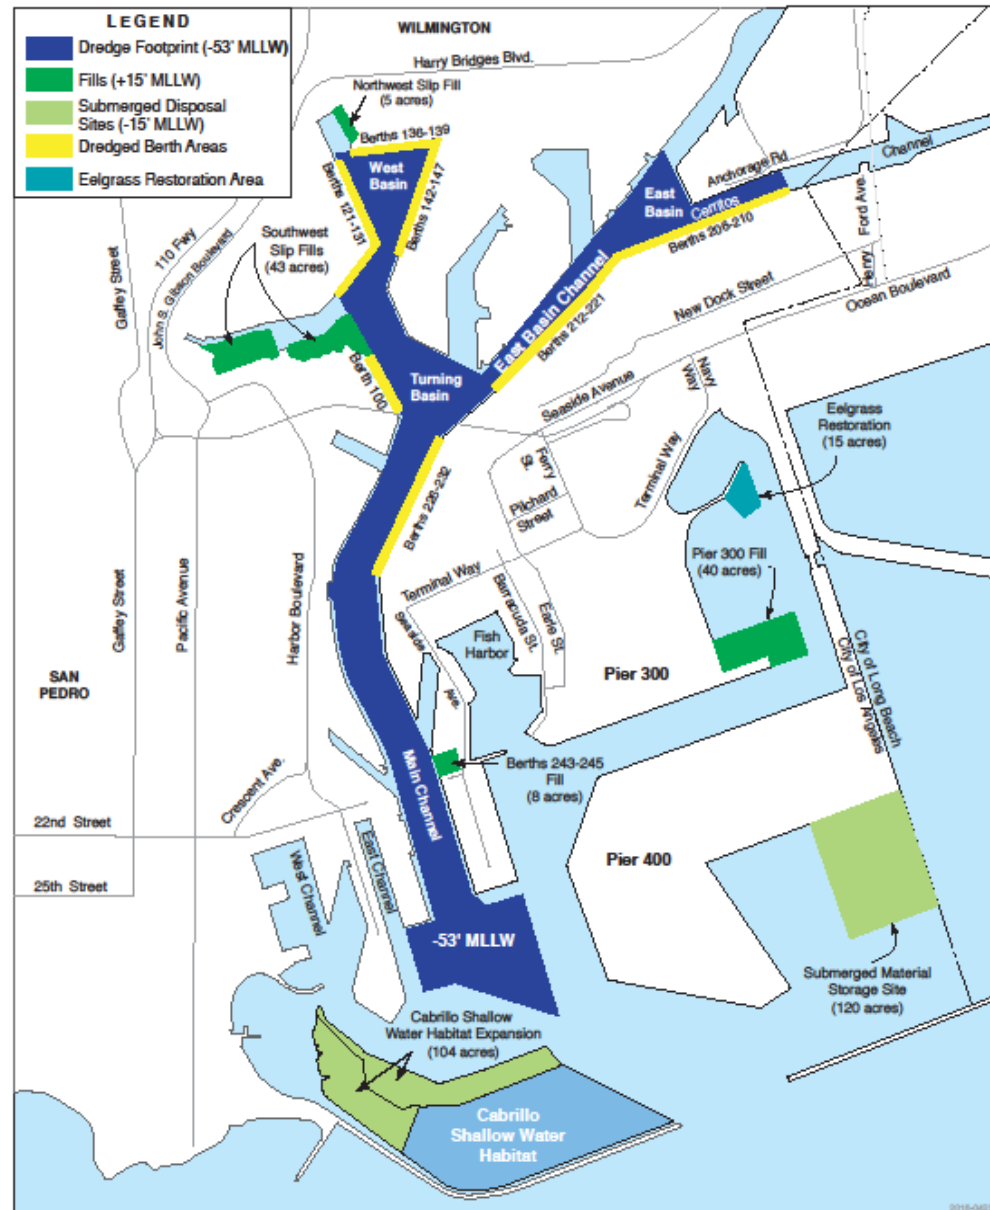 LEGEND
Dredge Footprint (-53' MLLW)
Fills (+15' MLLW)
Submerged Disposal
Sites (-15' MLLW)
Dredged Berth Areas
Eelgrass Restoration Area
WILMINGTON
Harry Bridges Blvd.
Northwest Slip Fill
(5 acres)
Berths 136-139
West
Basin
Berths 121-131
Berths 142-147
East
Basin
Anchorage Rd
Channel
Cerritos
Berths 206-210
Ford Ave.
Henry
Gaffey Street
110 Fwy
John S. Gibson Boulevard
Southwest
Slip Fills
(43 acres)
East Basin Channel
Berths 212-221
New Dock Street
Ocean Boulevard
Berth 100
Turning
Basin
Seaside Avenue
Navy
Way
Eelgrass
Restoration
(15 acres)
Ferry
St.
Pilchard
Street
Terminal Way
Berths 226-232
Pier 300 Fill
(40 acres)
Terminal Way
Seaside
Ave.
Barracuda St.
Earle St.
Fish
Harbor
Gaffey Street
Pacific Avenue
Harbor Boulevard
SAN
PEDRO
Pier 300
City of Long Beach
City of Los Angeles
Main Channel
Berths 243-245
Fill
(8 acres)
Crescent Ave.
22nd Street
25th Street
West Channel
East Channel
Pier 400
-53' MLLW
Submerged Material
Storage Site
(120 acres)
Cabrillo Shallow
Water Habitat Expansion
(104 acres)
Cabrillo
Shallow Water
Habitat